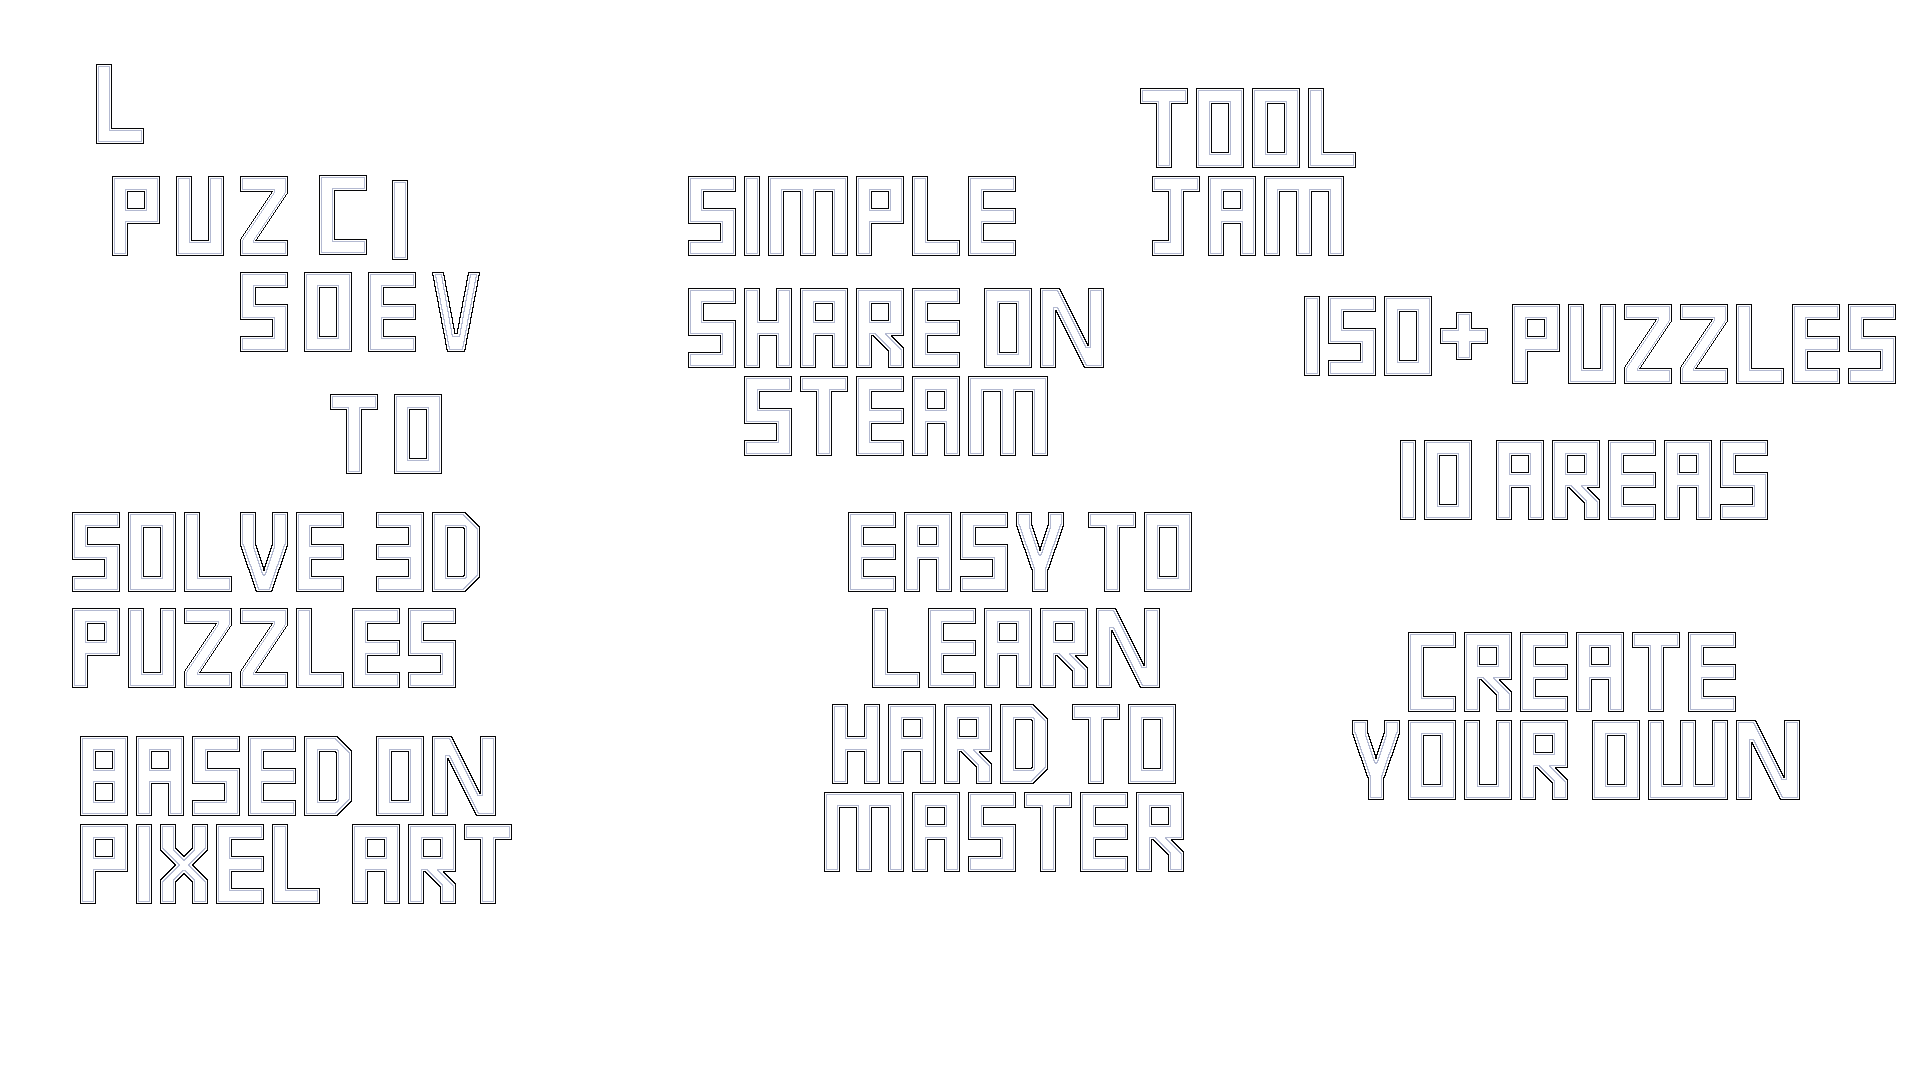 L
PUZ C I
SOEV
TO
SOLVE 3D
PUZZLES
BASED ON
PIXEL ART
SIMPLE
SHARE ON
STEAM
EASY TO
LEARN
HARD TO
MASTER
TOOL
JAM
150+ PUZZLES
10 AREAS
CREATE
YOUR OWN